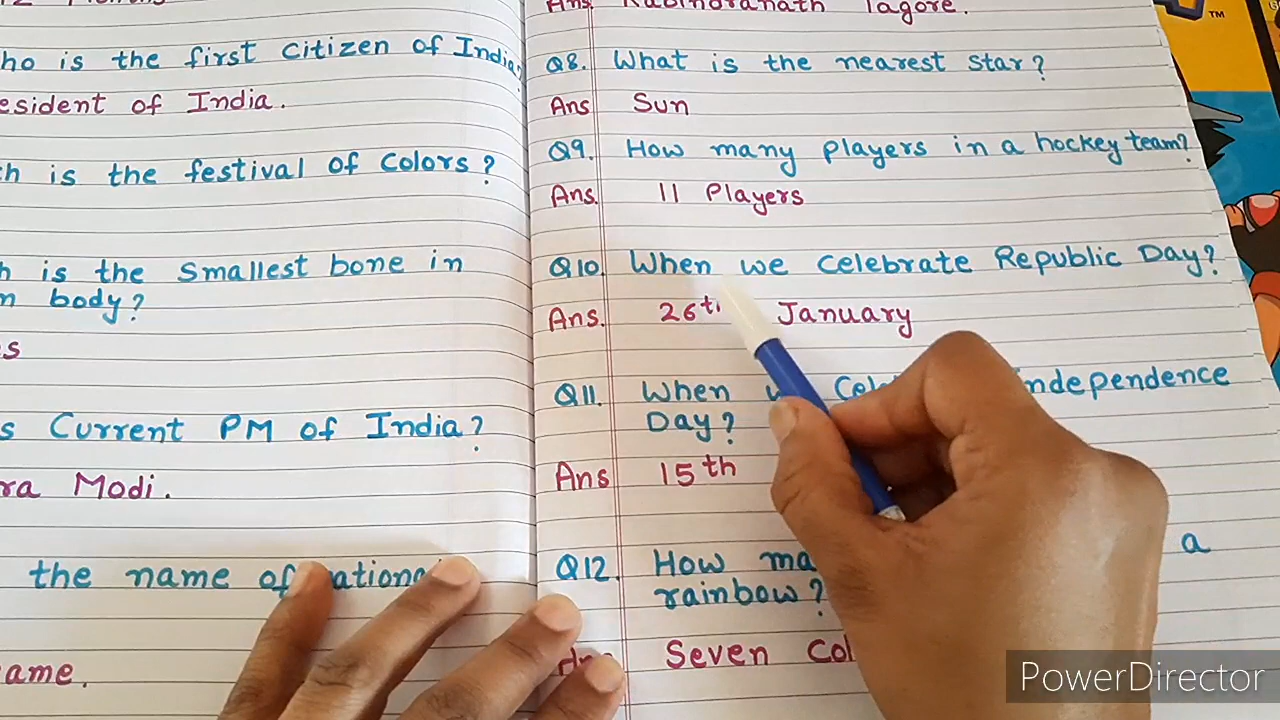 ho is the first citizen of India?
esident of India.
h is the festival of colors?
h is the smallest bone in
n body?
s
s Current PM of India?
ra Modi.
the name of
ame.
Ans. Rabindranath Tagore.
Q8. What is the nearest star?
Ans Sun
Q9. How many players in a hockey team?
Ans. 11 Players
Q10. When we celebrate Republic Day?
Ans. 26th January
Q11. When independence
Day?
Ans 15th
Q12. How a
rainbow?
Ans Seven
PowerDirector
TM